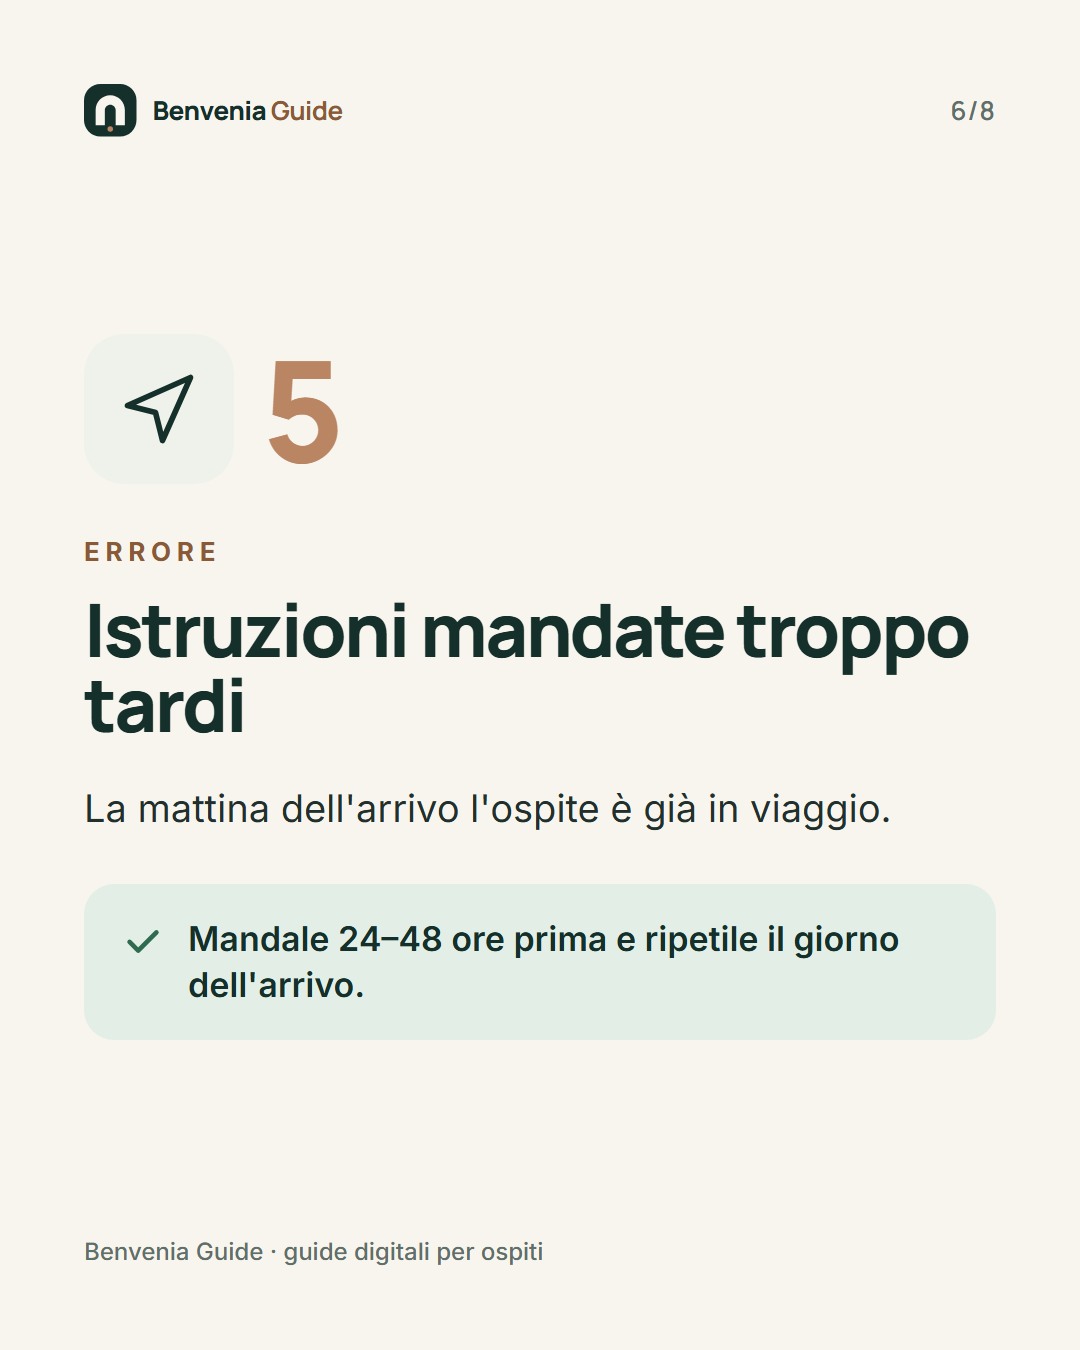 Benvenia Guide
6/8
5
ERRORE
Istruzioni mandate troppo
tardi
La mattina dell'arrivo l'ospite è già in viaggio.
Mandale 24–48 ore prima e ripetile il giorno
dell'arrivo.
Benvenia Guide · guide digitali per ospiti